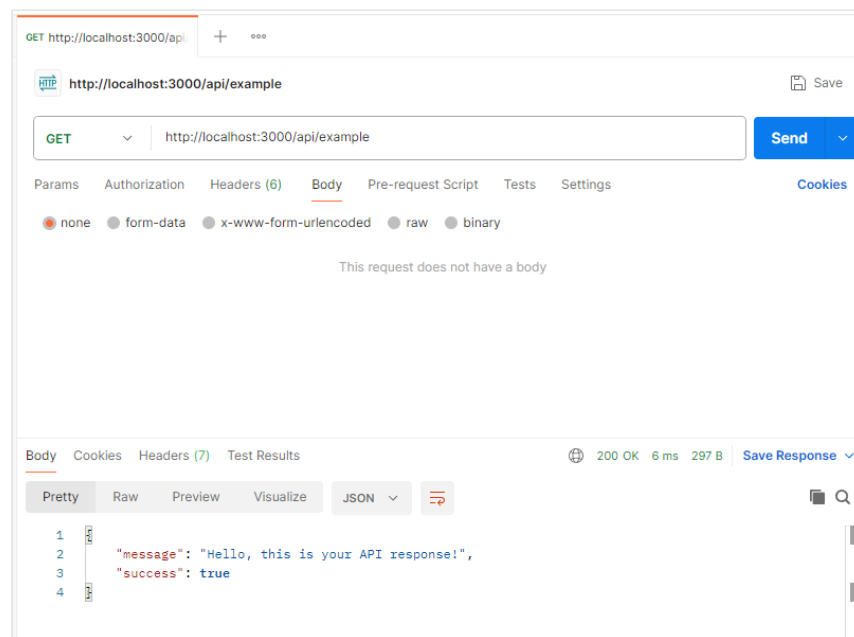 GET http://localhost:3000/api
HTTP http://localhost:3000/api/example Save
GET http://localhost:3000/api/example Send
Params Authorization Headers (6) Body Pre-request Script Tests Settings Cookies
none form-data x-www-form-urlencoded raw binary
This request does not have a body
Body Cookies Headers (7) Test Results 200 OK 6 ms 297 B Save Response
Pretty Raw Preview Visualize JSON
1 {
2 "message": "Hello, this is your API response!",
3 "success": true
4 }